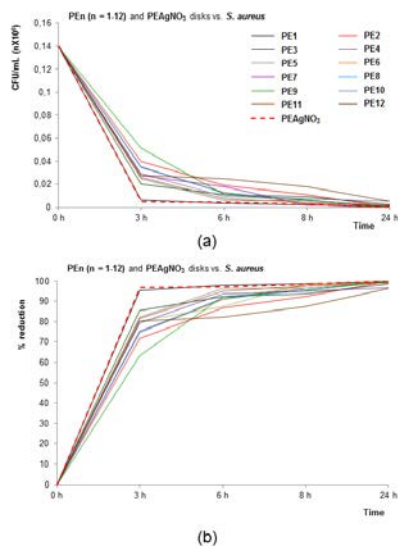 PEn (n = 1-12) and PEAgNO₃ disks vs. S. aureus
CFU/mL (nX10⁶)
0,16
0,14
0,12
0,1
0,08
0,06
0,04
0,02
0
0 h 3 h 6 h 8 h 24 h
Time
PE1 PE2
PE3 PE4
PE5 PE6
PE7 PE8
PE9 PE10
PE11 PE12
PEAgNO₃
(a)
PEn (n = 1-12) and PEAgNO₃ disks vs. S. aureus
% reduction
100
90
80
70
60
50
40
30
20
10
0
0 h 3 h 6 h 8 h 24 h
Time
(b)